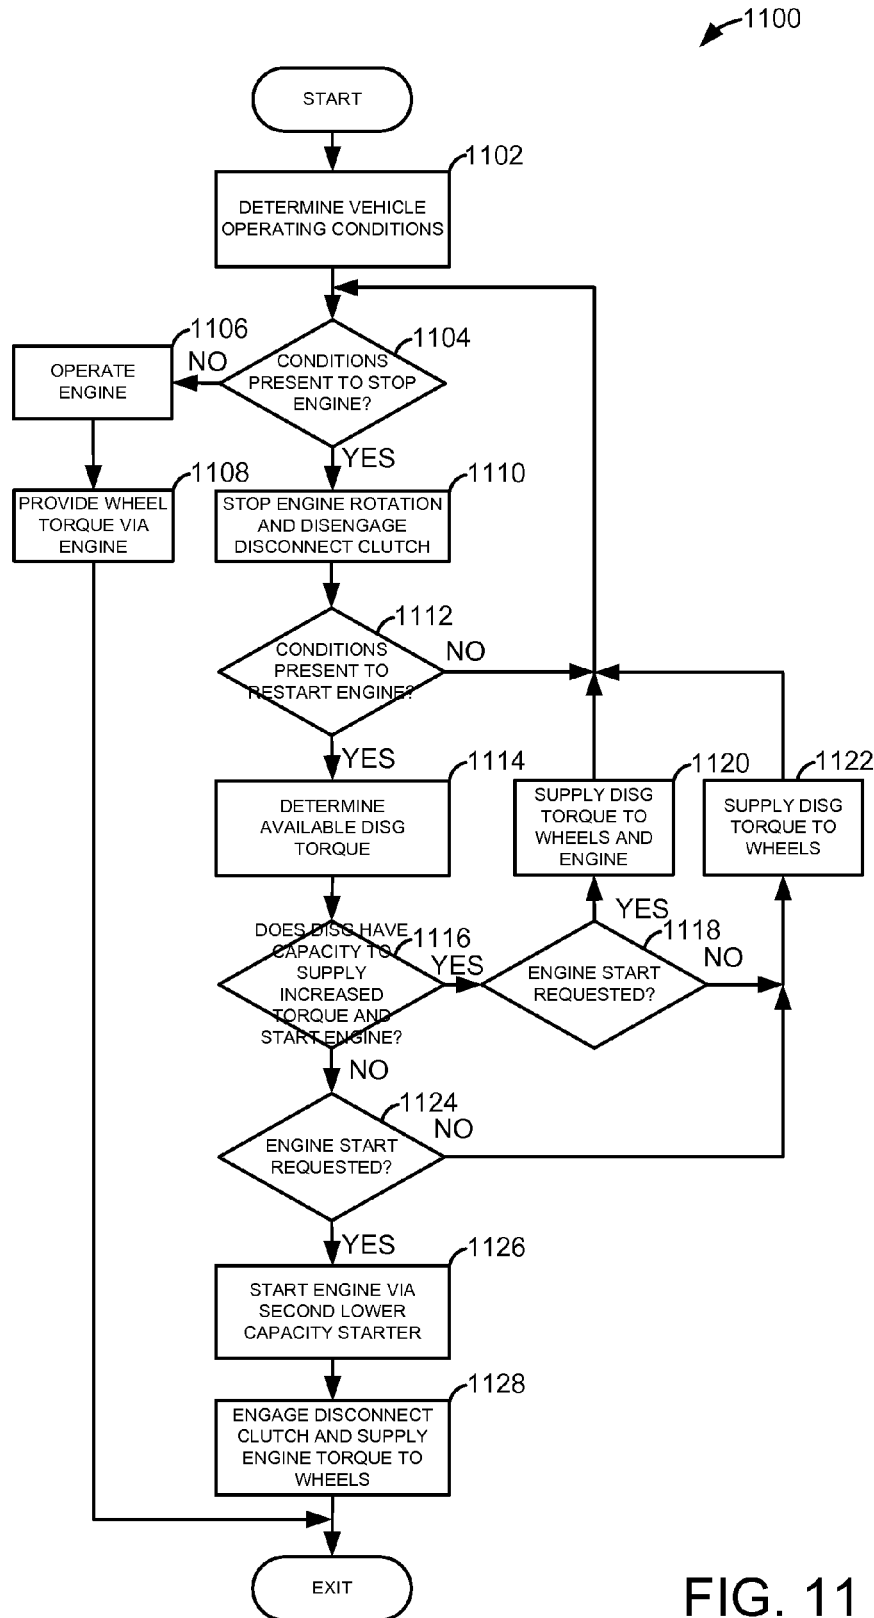 1100
START
1102
DETERMINE VEHICLE
OPERATING CONDITIONS
1104
CONDITIONS
PRESENT TO STOP
ENGINE?
NO
1106
OPERATE
ENGINE
1108
PROVIDE WHEEL
TORQUE VIA
ENGINE
YES
1110
STOP ENGINE ROTATION
AND DISENGAGE
DISCONNECT CLUTCH
1112
CONDITIONS
PRESENT TO
RESTART ENGINE?
NO
YES
1114
DETERMINE
AVAILABLE DISG
TORQUE
1120
SUPPLY DISG
TORQUE TO
WHEELS AND
ENGINE
1122
SUPPLY DISG
TORQUE TO
WHEELS
1116
DOES DISG HAVE
CAPACITY TO
SUPPLY
INCREASED
TORQUE AND
START ENGINE?
YES
YES
1118
ENGINE START
REQUESTED?
NO
NO
1124
ENGINE START
REQUESTED?
NO
YES
1126
START ENGINE VIA
SECOND LOWER
CAPACITY STARTER
1128
ENGAGE DISCONNECT
CLUTCH AND SUPPLY
ENGINE TORQUE TO
WHEELS
EXIT
FIG. 11